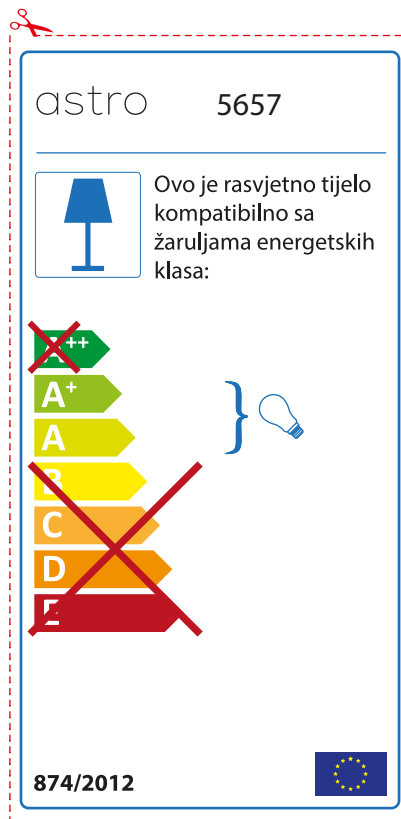 astro 5657
Ovo je rasvjetno tijelo
kompatibilno sa
žaruljama energetskih
klasa:
A++
A+
A
B
C
D
E
874/2012